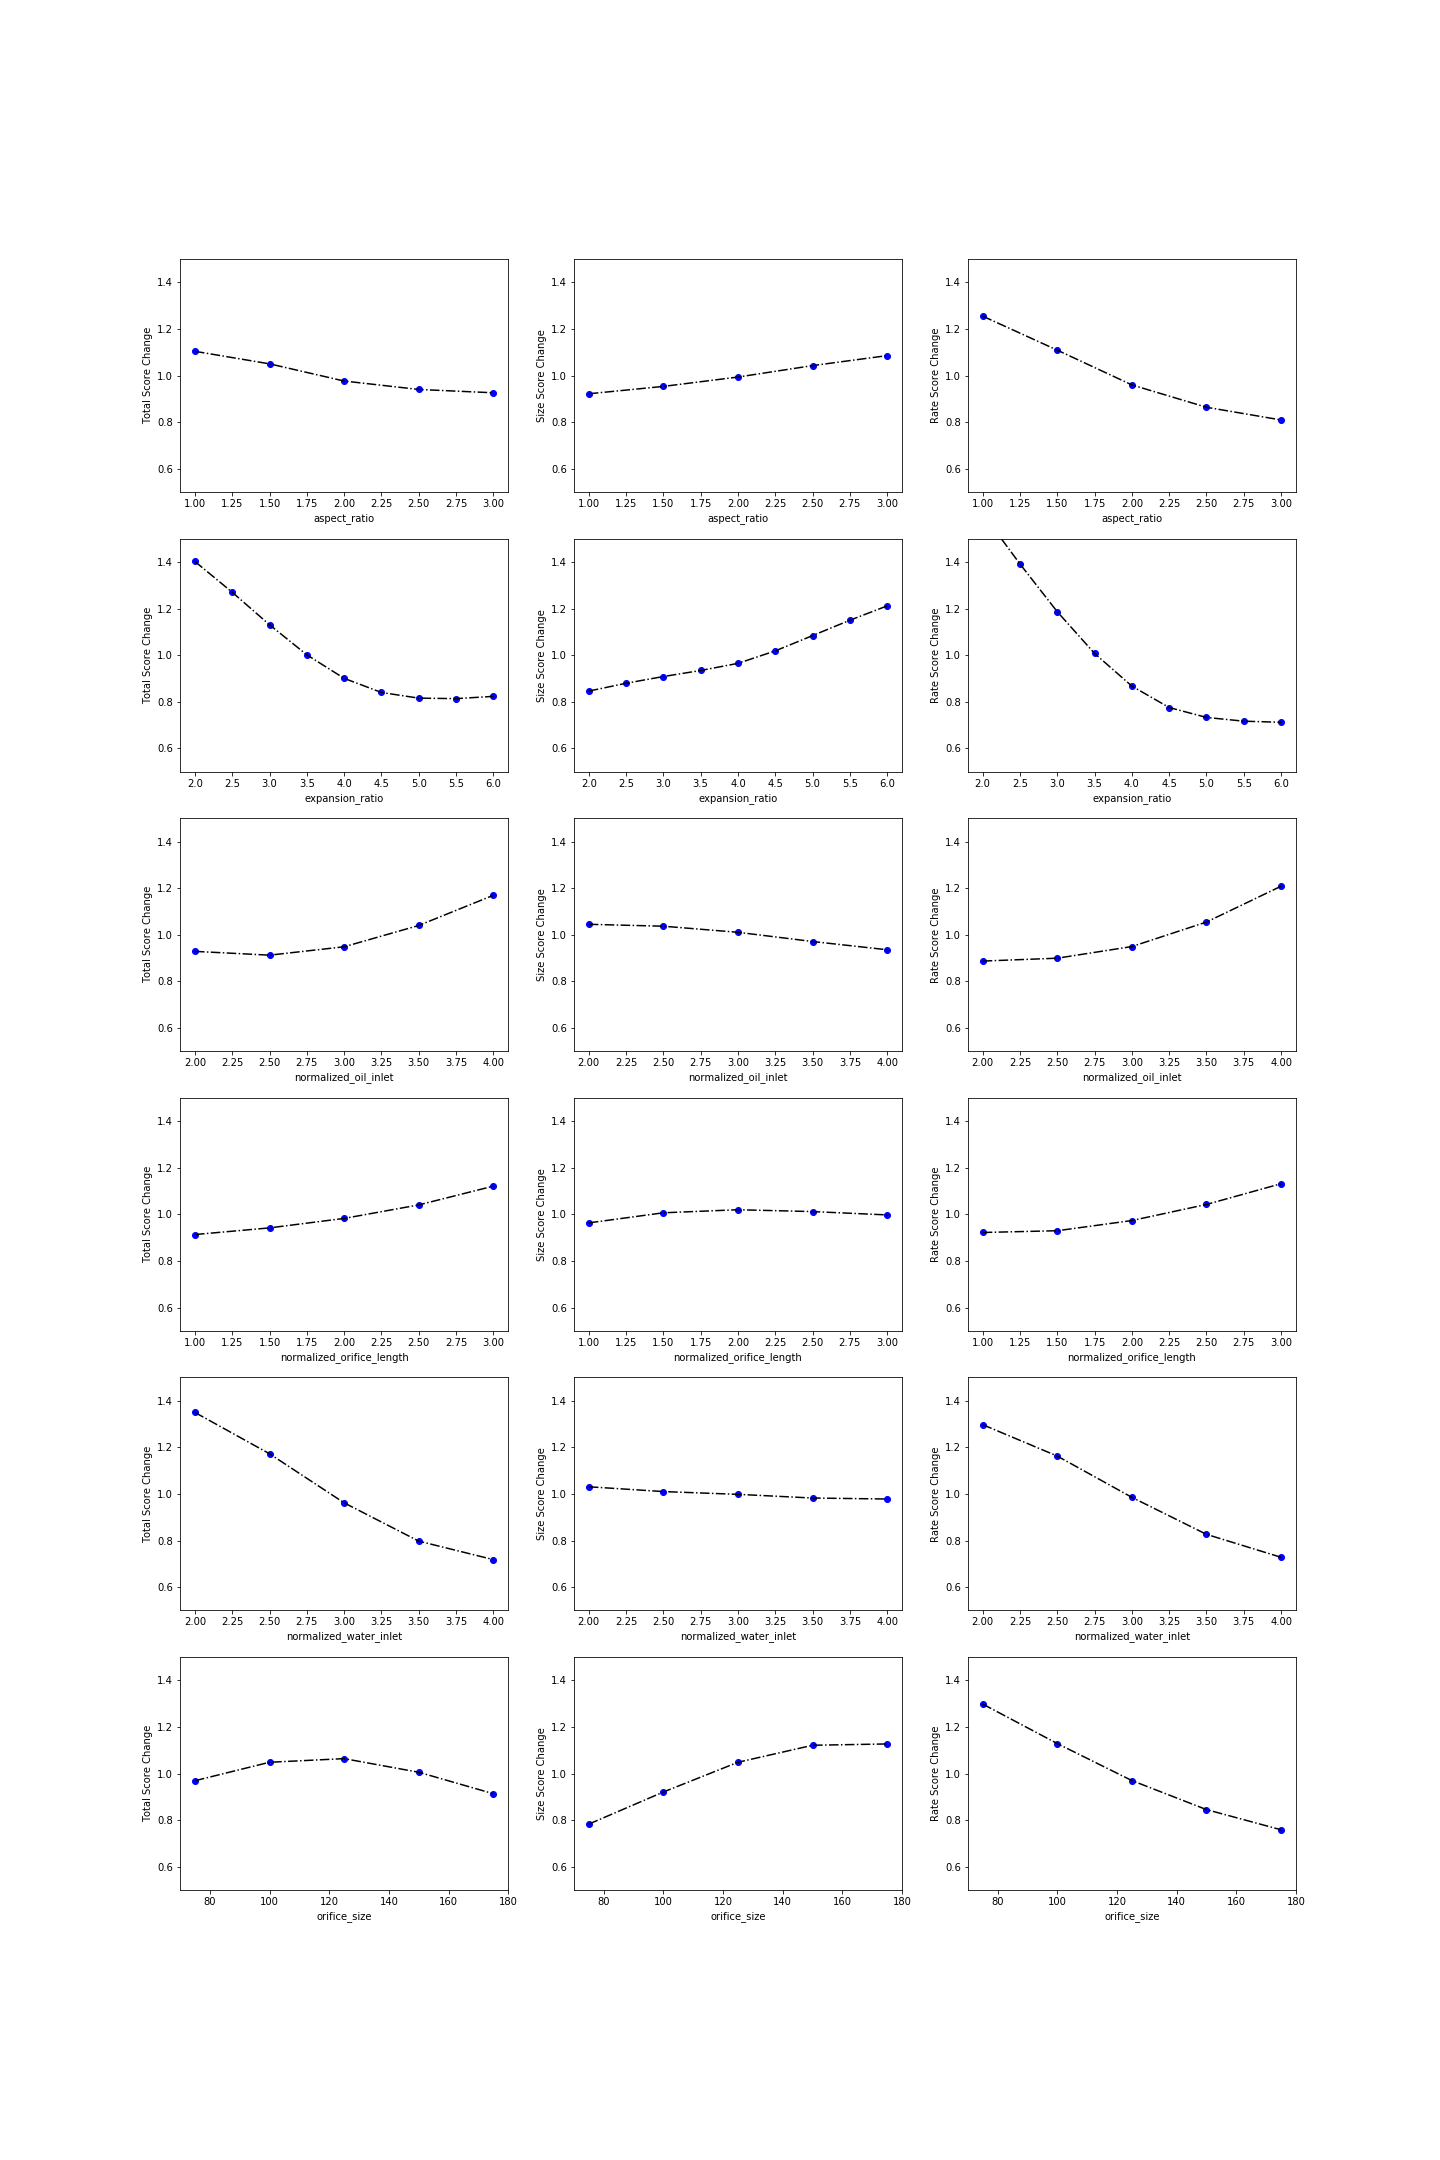 Total Score Change
1.4
1.2
1.0
0.8
0.6
1.00 1.25 1.50 1.75 2.00 2.25 2.50 2.75 3.00
aspect_ratio
Size Score Change
1.4
1.2
1.0
0.8
0.6
1.00 1.25 1.50 1.75 2.00 2.25 2.50 2.75 3.00
aspect_ratio
Rate Score Change
1.4
1.2
1.0
0.8
0.6
1.00 1.25 1.50 1.75 2.00 2.25 2.50 2.75 3.00
aspect_ratio
Total Score Change
1.4
1.2
1.0
0.8
0.6
2.0 2.5 3.0 3.5 4.0 4.5 5.0 5.5 6.0
expansion_ratio
Size Score Change
1.4
1.2
1.0
0.8
0.6
2.0 2.5 3.0 3.5 4.0 4.5 5.0 5.5 6.0
expansion_ratio
Rate Score Change
1.4
1.2
1.0
0.8
0.6
2.0 2.5 3.0 3.5 4.0 4.5 5.0 5.5 6.0
expansion_ratio
Total Score Change
1.4
1.2
1.0
0.8
0.6
2.00 2.25 2.50 2.75 3.00 3.25 3.50 3.75 4.00
normalized_oil_inlet
Size Score Change
1.4
1.2
1.0
0.8
0.6
2.00 2.25 2.50 2.75 3.00 3.25 3.50 3.75 4.00
normalized_oil_inlet
Rate Score Change
1.4
1.2
1.0
0.8
0.6
2.00 2.25 2.50 2.75 3.00 3.25 3.50 3.75 4.00
normalized_oil_inlet
Total Score Change
1.4
1.2
1.0
0.8
0.6
1.00 1.25 1.50 1.75 2.00 2.25 2.50 2.75 3.00
normalized_orifice_length
Size Score Change
1.4
1.2
1.0
0.8
0.6
1.00 1.25 1.50 1.75 2.00 2.25 2.50 2.75 3.00
normalized_orifice_length
Rate Score Change
1.4
1.2
1.0
0.8
0.6
1.00 1.25 1.50 1.75 2.00 2.25 2.50 2.75 3.00
normalized_orifice_length
Total Score Change
1.4
1.2
1.0
0.8
0.6
2.00 2.25 2.50 2.75 3.00 3.25 3.50 3.75 4.00
normalized_water_inlet
Size Score Change
1.4
1.2
1.0
0.8
0.6
2.00 2.25 2.50 2.75 3.00 3.25 3.50 3.75 4.00
normalized_water_inlet
Rate Score Change
1.4
1.2
1.0
0.8
0.6
2.00 2.25 2.50 2.75 3.00 3.25 3.50 3.75 4.00
normalized_water_inlet
Total Score Change
1.4
1.2
1.0
0.8
0.6
80 100 120 140 160 180
orifice_size
Size Score Change
1.4
1.2
1.0
0.8
0.6
80 100 120 140 160 180
orifice_size
Rate Score Change
1.4
1.2
1.0
0.8
0.6
80 100 120 140 160 180
orifice_size